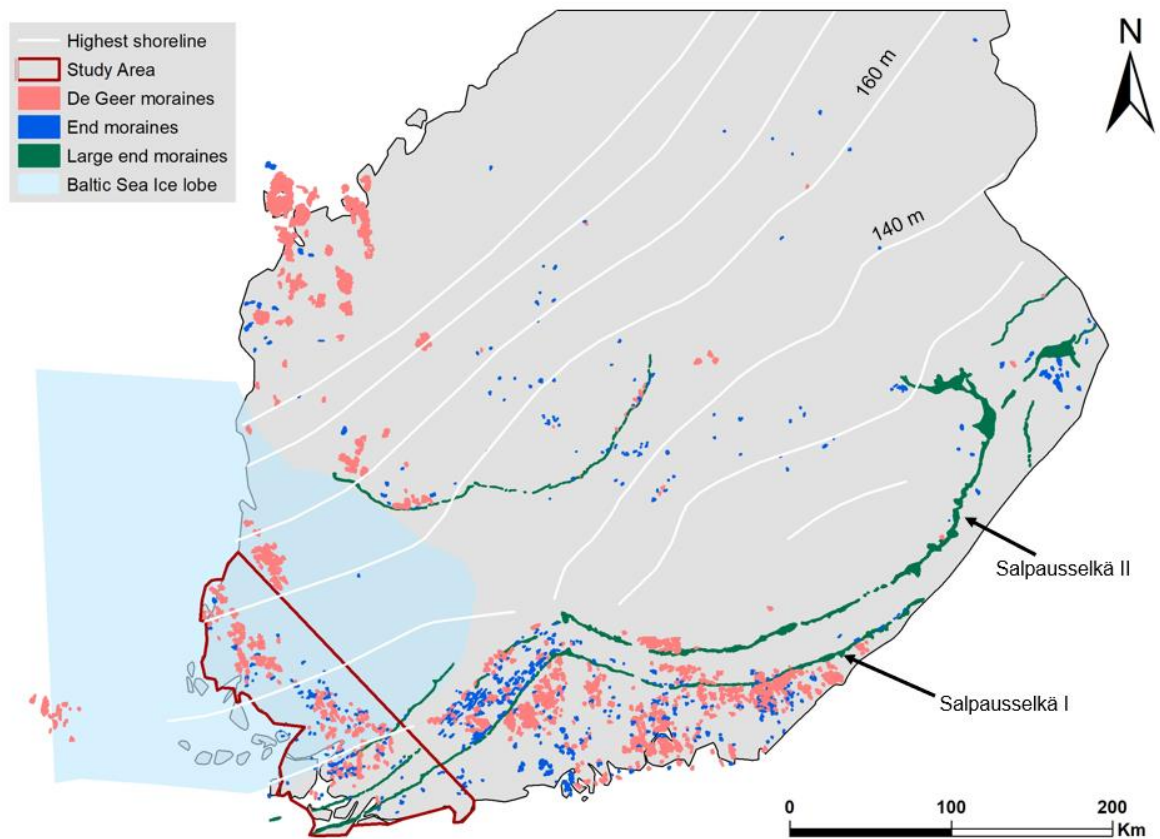 Highest shoreline
Study Area
De Geer moraines
End moraines
Large end moraines
Baltic Sea Ice lobe
N
160 m
140 m
Salpausselkä II
Salpausselkä I
0 100 200
Km